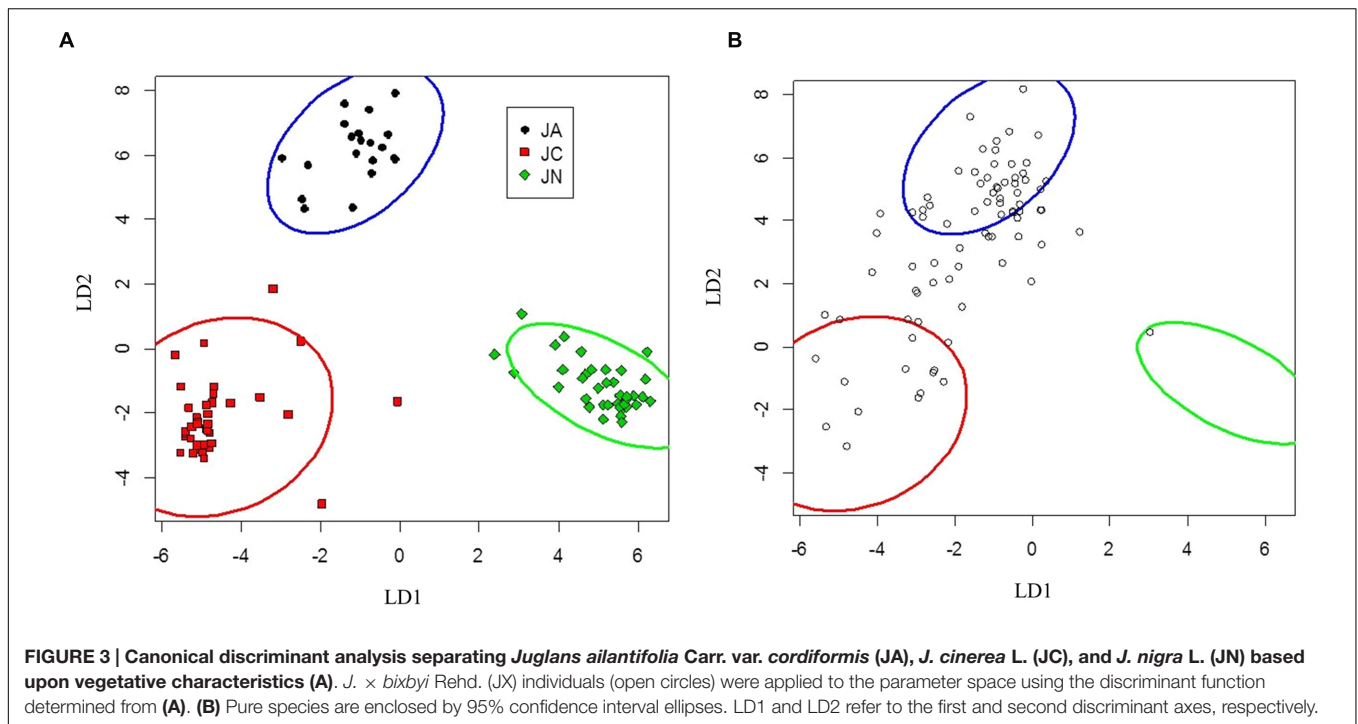 A
B
8
6
4
2
0
-2
-4
LD2
-6
-4
-2
0
2
4
6
LD1
JA
JC
JN
8
6
4
2
0
-2
-4
LD2
-6
-4
-2
0
2
4
6
LD1
FIGURE 3 | Canonical discriminant analysis separating Juglans ailantifolia Carr. var. cordiformis (JA), J. cinerea L. (JC), and J. nigra L. (JN) based
upon vegetative characteristics (A). J. × bixbyi Rehd. (JX) individuals (open circles) were applied to the parameter space using the discriminant function
determined from (A). (B) Pure species are enclosed by 95% confidence interval ellipses. LD1 and LD2 refer to the first and second discriminant axes, respectively.